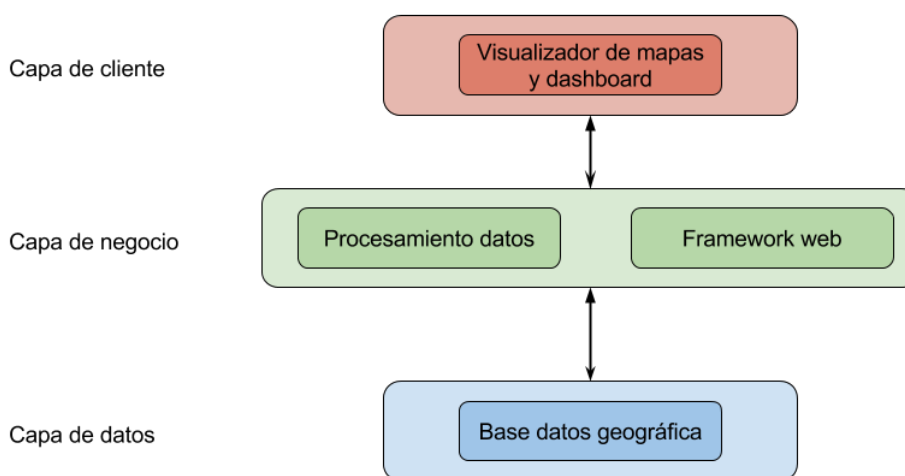 Capa de cliente
Visualizador de mapas
y dashboard
Capa de negocio
Procesamiento datos
Framework web
Capa de datos
Base datos geográfica